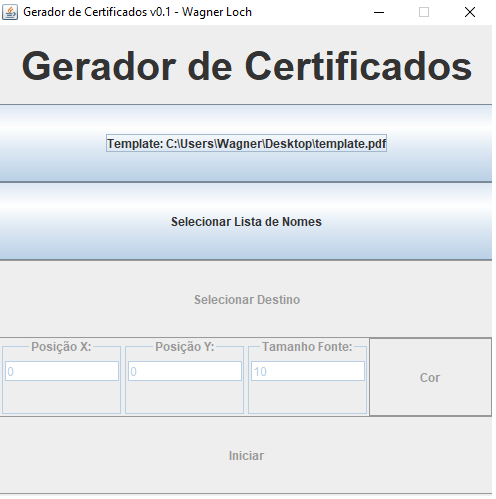 Gerador de Certificados v0.1 - Wagner Loch
Gerador de Certificados
Template: C:\Users\Wagner\Desktop\template.pdf
Selecionar Lista de Nomes
Selecionar Destino
Posição X: Posição Y: Tamanho Fonte:
0 0 10 Cor
Iniciar